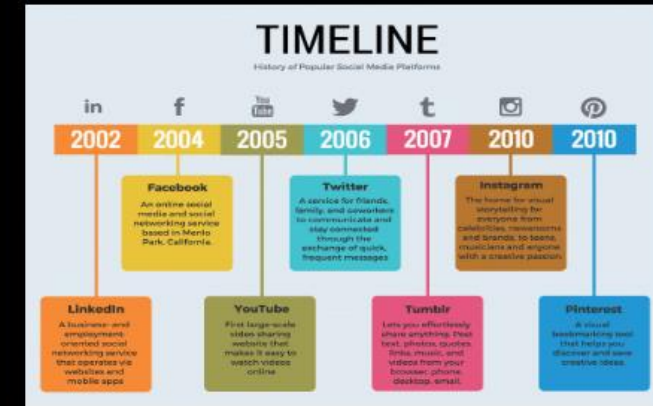 TIMELINE
History of Popular Social Media Platforms
in f You Tube t
2002 2004 2005 2006 2007 2010 2010
Facebook
An online social
media and social
networking service
based in Menlo
Park, California.
Twitter
A service for friends,
family, and coworkers
to communicate and
stay connected
through the
exchange of quick,
frequent messages
Instagram
The home for visual
storytelling for
everyone from
celebrities, newsrooms
and brands, to teens,
musicians and anyone
with a creative passion.
LinkedIn
A business- and
employment-
oriented social
networking service
that operates via
websites and
mobile apps
YouTube
First large-scale
video sharing
website that
makes it easy to
watch videos
online
Tumblr
Lets you effortlessly
share anything. Post
text, photos, quotes
links, music, and
videos from your
browser, phone,
desktop, email.
Pinterest
A visual
bookmarking tool
that helps you
discover and save
creative ideas.